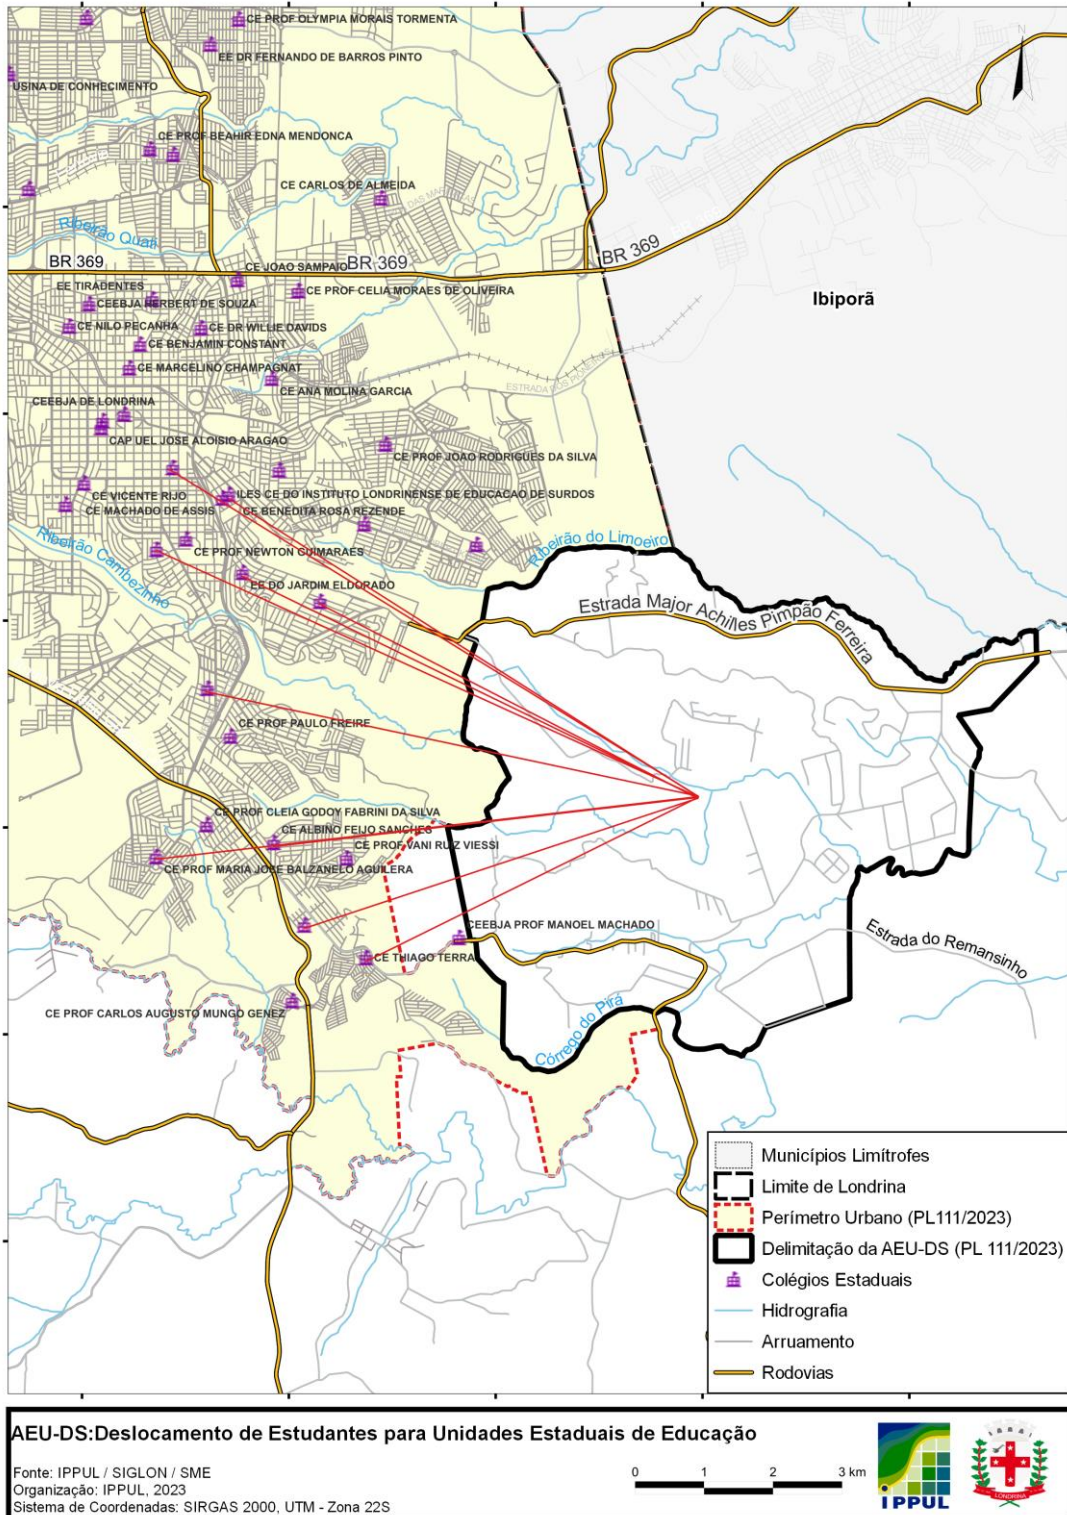 CE PROF OLYMPIA MORAIS TORMENTA
EE DR FERNANDO DE BARROS PINTO
USINA DE CONHECIMENTO
CE PROF BEAHIR EDNA MENDONCA
CE CARLOS DE ALMEIDA
Ribeirão Quati
BR 369
BR 369
BR 369
N
Ibiporã
CE JOAO SAMPAIO
EE TIRADENTES
CE PROF CELIA MORAES DE OLIVEIRA
CEEBJA HERBERT DE SOUZA
CE NILO PECANHA
CE DR WILLIE DAVIDS
CE BENJAMIN CONSTANT
CE MARCELINO CHAMPAGNAT
CE ANA MOLINA GARCIA
CEEBJA DE LONDRINA
CAP UEL JOSE ALOISIO ARAGAO
CE PROF JOAO RODRIGUES DA SILVA
CE VICENTE RIJO
ILES CE DO INSTITUTO LONDRINENSE DE EDUCACAO DE SURDOS
CE MACHADO DE ASSIS
CE BENEDITA ROSA REZENDE
Ribeirão Cambezinho
CE PROF NEWTON GUIMARAES
Ribeirão do Limoeiro
EE DO JARDIM ELDORADO
Estrada Major Achilles Pimpão Ferreira
CE PROF PAULO FREIRE
CE PROF CLEIA GODOY FABRINI DA SILVA
CE ALBINO FEIJO SANCHES
CE PROF VANI RUIZ VIESSI
CE PROF MARIA JOSE BALZANELO AGUILERA
CEEBJA PROF MANOEL MACHADO
Estrada do Remansinho
CE THIAGO TERRA
CE PROF CARLOS AUGUSTO MUNGO GENEZ
Córrego do Pirá
Municípios Limítrofes
Limite de Londrina
Perímetro Urbano (PL111/2023)
Delimitação da AEU-DS (PL 111/2023)
Colégios Estaduais
Hidrografia
Arruamento
Rodovias
AEU-DS:Deslocamento de Estudantes para Unidades Estaduais de Educação
Fonte: IPPUL / SIGLON / SME
Organização: IPPUL, 2023
Sistema de Coordenadas: SIRGAS 2000, UTM - Zona 22S
0 1 2 3 km
IPPUL
LONDRINA